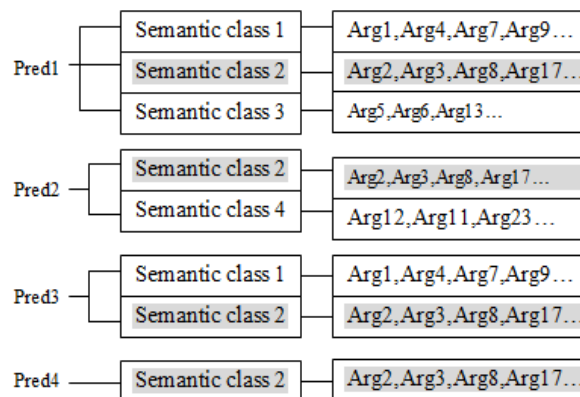 Semantic class 1 Arg1,Arg4,Arg7,Arg9...
Pred1 Semantic class 2 Arg2,Arg3,Arg8,Arg17...
Semantic class 3 Arg5,Arg6,Arg13...
Semantic class 2 Arg2,Arg3,Arg8,Arg17...
Pred2
Semantic class 4 Arg12,Arg11,Arg23...
Semantic class 1 Arg1,Arg4,Arg7,Arg9...
Pred3
Semantic class 2 Arg2,Arg3,Arg8,Arg17...
Pred4 Semantic class 2 Arg2,Arg3,Arg8,Arg17...